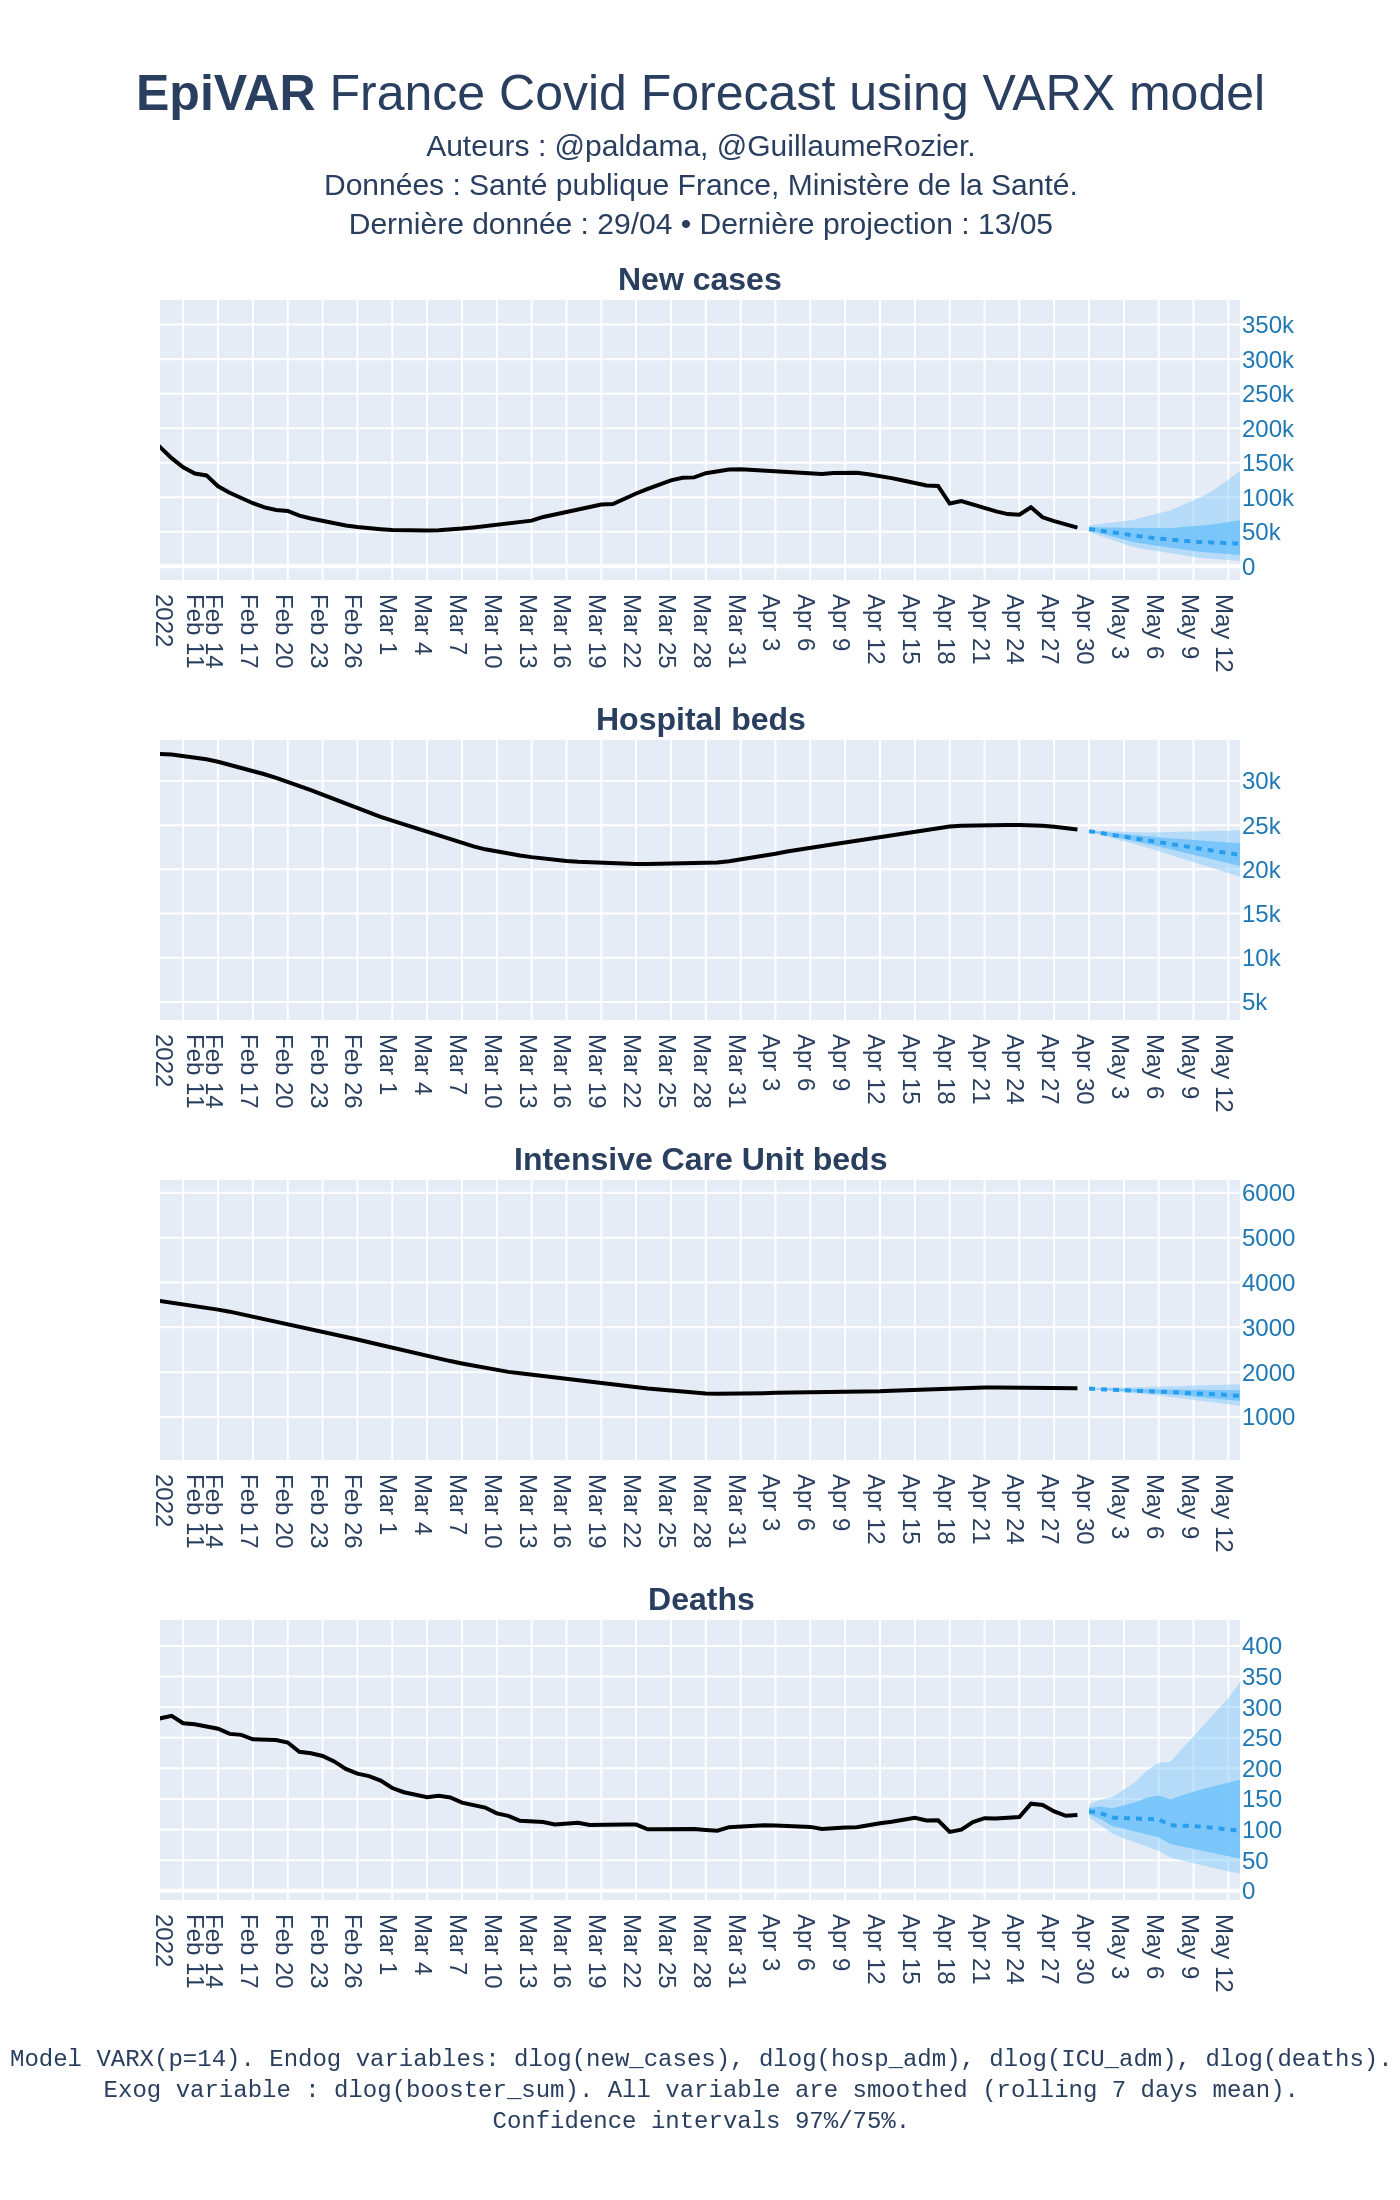 EpiVAR France Covid Forecast using VARX model
Auteurs : @paldama, @GuillaumeRozier.
Données : Santé publique France, Ministère de la Santé.
Dernière donnée : 29/04 • Dernière projection : 13/05
New cases
350k
300k
250k
200k
150k
100k
50k
0
2022
Feb 11
Feb 14
Feb 17
Feb 20
Feb 23
Feb 26
Mar 1
Mar 4
Mar 7
Mar 10
Mar 13
Mar 16
Mar 19
Mar 22
Mar 25
Mar 28
Mar 31
Apr 3
Apr 6
Apr 9
Apr 12
Apr 15
Apr 18
Apr 21
Apr 24
Apr 27
Apr 30
May 3
May 6
May 9
May 12
Hospital beds
30k
25k
20k
15k
10k
5k
2022
Feb 11
Feb 14
Feb 17
Feb 20
Feb 23
Feb 26
Mar 1
Mar 4
Mar 7
Mar 10
Mar 13
Mar 16
Mar 19
Mar 22
Mar 25
Mar 28
Mar 31
Apr 3
Apr 6
Apr 9
Apr 12
Apr 15
Apr 18
Apr 21
Apr 24
Apr 27
Apr 30
May 3
May 6
May 9
May 12
Intensive Care Unit beds
6000
5000
4000
3000
2000
1000
2022
Feb 11
Feb 14
Feb 17
Feb 20
Feb 23
Feb 26
Mar 1
Mar 4
Mar 7
Mar 10
Mar 13
Mar 16
Mar 19
Mar 22
Mar 25
Mar 28
Mar 31
Apr 3
Apr 6
Apr 9
Apr 12
Apr 15
Apr 18
Apr 21
Apr 24
Apr 27
Apr 30
May 3
May 6
May 9
May 12
Deaths
400
350
300
250
200
150
100
50
0
2022
Feb 11
Feb 14
Feb 17
Feb 20
Feb 23
Feb 26
Mar 1
Mar 4
Mar 7
Mar 10
Mar 13
Mar 16
Mar 19
Mar 22
Mar 25
Mar 28
Mar 31
Apr 3
Apr 6
Apr 9
Apr 12
Apr 15
Apr 18
Apr 21
Apr 24
Apr 27
Apr 30
May 3
May 6
May 9
May 12
Model VARX(p=14). Endog variables: dlog(new_cases), dlog(hosp_adm), dlog(ICU_adm), dlog(deaths).
Exog variable : dlog(booster_sum). All variable are smoothed (rolling 7 days mean).
Confidence intervals 97%/75%.